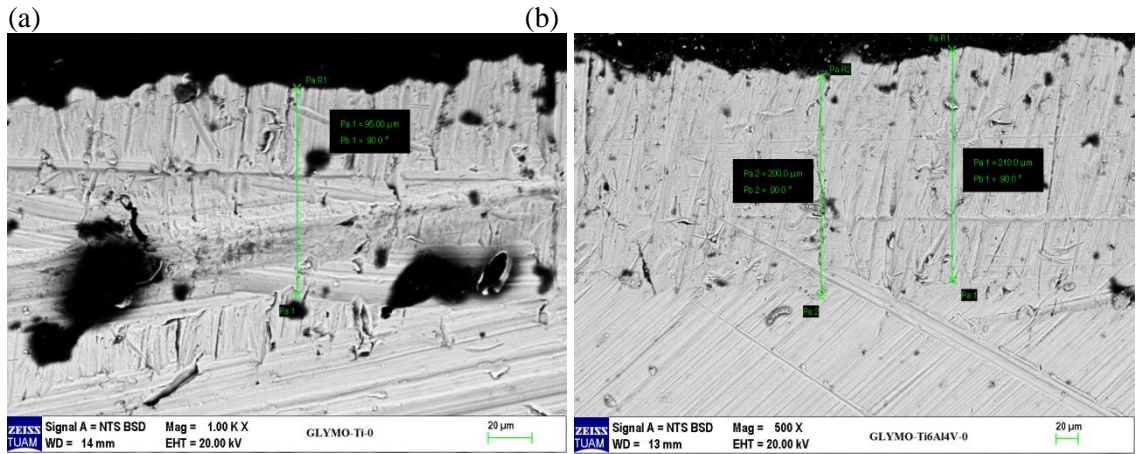 (a)
(b)
Pa R1
Pa 1 = 95.00 µm
Pb 1 = 90.0 °
Pa 1
ZEISS
TUAM
Signal A = NTS BSD
WD = 14 mm
Mag = 1.00 K X
EHT = 20.00 kV
GLYMO-Ti-0
20 µm
Pa R1
Pa R2
Pa 2 = 200.0 µm
Pb 2 = 90.0 °
Pa 1 = 210.0 µm
Pb 1 = 90.0 °
Pa 1
Pa 2
ZEISS
TUAM
Signal A = NTS BSD
WD = 13 mm
Mag = 500 X
EHT = 20.00 kV
GLYMO-Ti6Al4V-0
20 µm